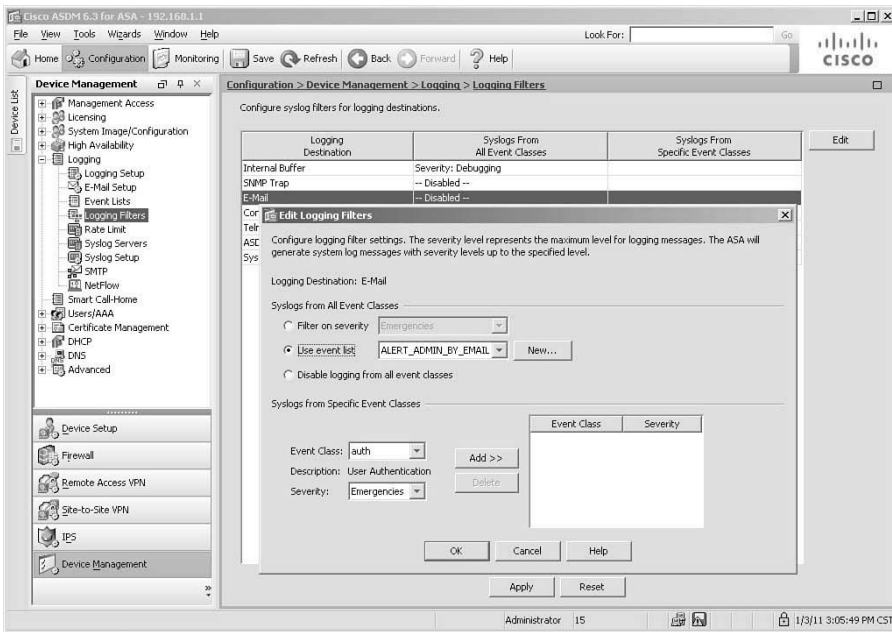 Cisco ASDM 6.3 for ASA - 192.168.1.1
File View Tools Wizards Window Help Look For: Go
Home Configuration Monitoring Save Refresh Back Forward Help
CISCO
Device List
Device Management
Management Access
Licensing
System Image/Configuration
High Availability
Logging
Logging Setup
E-Mail Setup
Event Lists
Logging Filters
Rate Limit
Syslog Servers
Syslog Setup
SMTP
NetFlow
Smart Call-Home
Users/AAA
Certificate Management
DHCP
DNS
Advanced
Device Setup
Firewall
Remote Access VPN
Site-to-Site VPN
IPS
Device Management
Configuration > Device Management > Logging > Logging Filters
Configure syslog filters for logging destinations.
Logging Destination
Syslogs From All Event Classes
Syslogs From Specific Event Classes
Edit
Internal Buffer Severity: Debugging
SNMP Trap -- Disabled --
E-Mail -- Disabled --
Cor
Telr
ASD
Sys
Edit Logging Filters
Configure logging filter settings. The severity level represents the maximum level for logging messages. The ASA will
generate system log messages with severity levels up to the specified level.
Logging Destination: E-Mail
Syslogs from All Event Classes
Filter on severity Emergencies
Use event list ALERT_ADMIN_BY_EMAIL New...
Disable logging from all event classes
Syslogs from Specific Event Classes
Event Class Severity
Event Class: auth
Add >>
Description: User Authentication
Delete
Severity: Emergencies
OK Cancel Help
Apply Reset
Administrator 15 1/3/11 3:05:49 PM CST